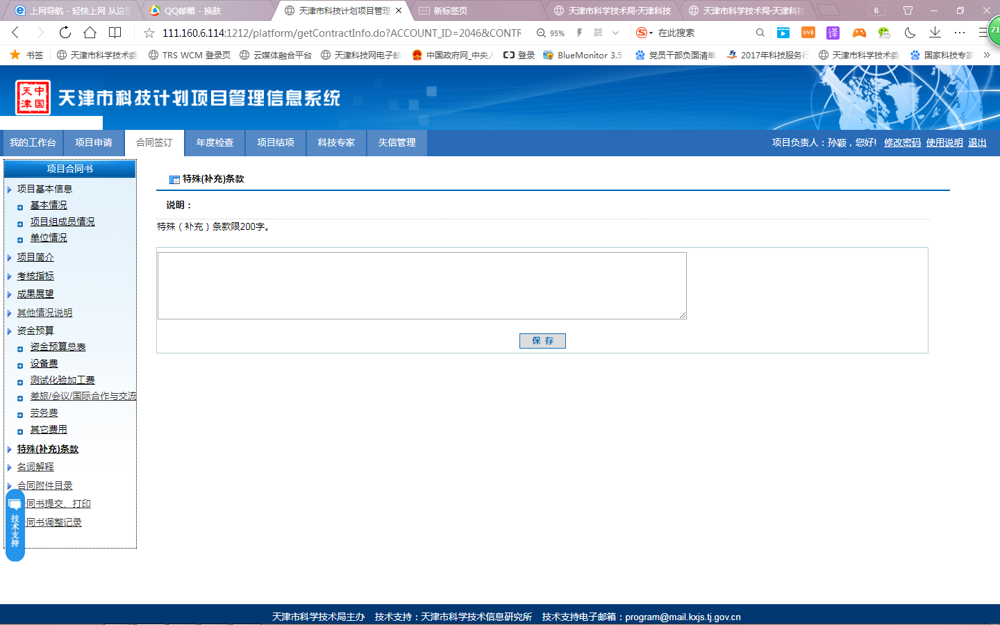 上网导航 - 轻快上网 从这里
QQ邮箱 - 换肤
天津市科技计划项目管理
新标签页
天津市科学技术局-天津科技
天津市科学技术局-天津科技
6
111.160.6.114:1212/platform/getContractInfo.do?ACCOUNT_ID=2046&CONTR
95%
在此搜索
LIVE
译
71
书签
天津市科学技术委
TRS WCM 登录页
云媒体融合平台
天津科技网电子邮
中国政府网_中央人
登录
BlueMonitor 3.5
党员干部负面清单
2017年科技服务行
天津市科学技术委
国家科技专家
天津中国
天津市科技计划项目管理信息系统
我的工作台
项目申请
合同签订
年度检查
项目结项
科技专家
失信管理
项目负责人：孙颖，您好! 修改密码 使用说明 退出
项目合同书
项目基本信息
基本情况
项目组成员情况
单位情况
项目简介
考核指标
成果展望
其他情况说明
资金预算
资金预算总表
设备费
测试化验加工费
差旅/会议/国际合作与交流
劳务费
其它费用
特殊(补充)条款
名词解释
合同附件目录
同书提交、打印
同书调整记录
技术支持
特殊(补充)条款
说明：
特殊（补充）条款限200字。
保 存
天津市科学技术局主办 技术支持：天津市科学技术信息研究所 技术支持电子邮箱：program@mail.kxjs.tj.gov.cn